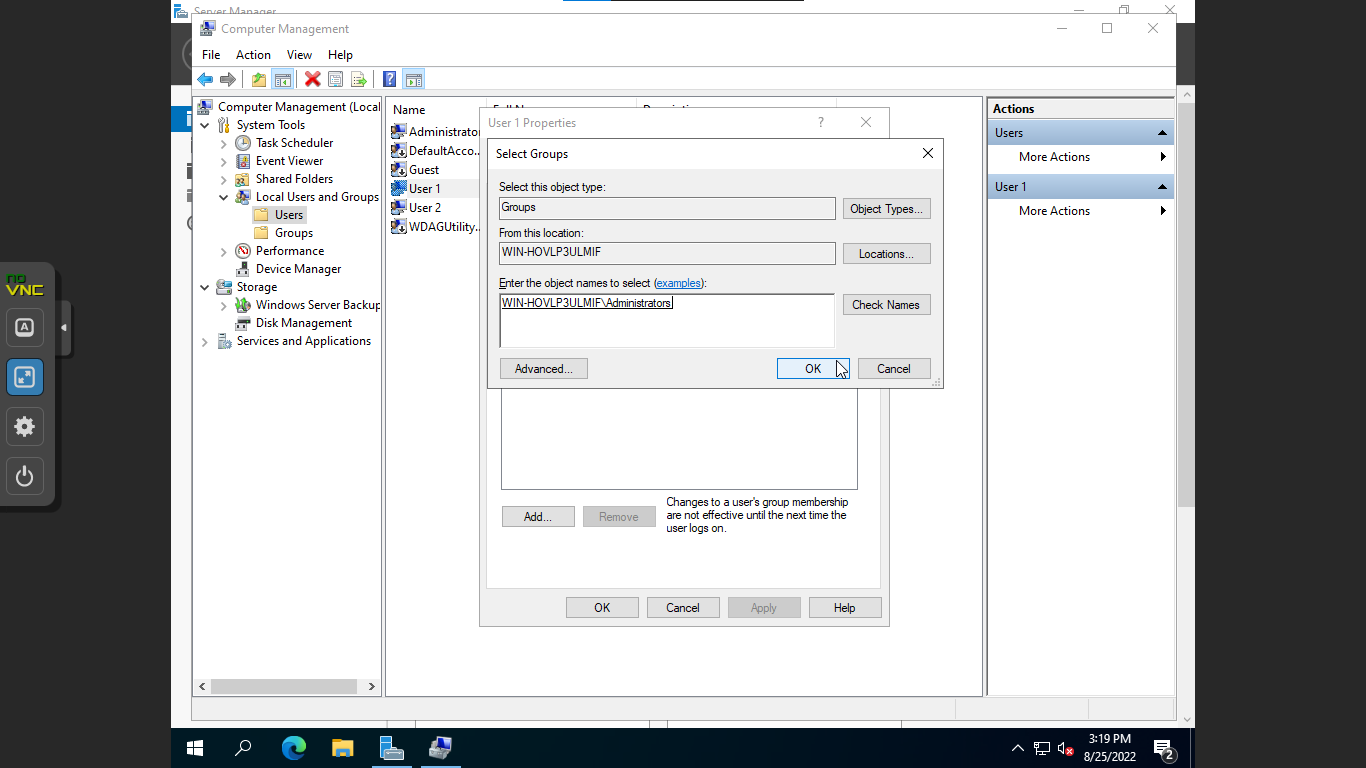 Server Manager
Computer Management
File Action View Help
Computer Management (Local
System Tools
Task Scheduler
Event Viewer
Shared Folders
Local Users and Groups
Users
Groups
Performance
Device Manager
Storage
Windows Server Backup
Disk Management
Services and Applications
Name
Administrator
DefaultAcco...
Guest
User 1
User 2
WDAGUtility...
User 1 Properties
?
Select Groups
Select this object type:
Groups
Object Types...
From this location:
WIN-HOVLP3ULMIF
Locations...
Enter the object names to select (examples):
WIN-HOVLP3ULMIF\Administrators
Check Names
Advanced...
OK
Cancel
Add...
Remove
Changes to a user's group membership
are not effective until the next time the
user logs on.
OK
Cancel
Apply
Help
Actions
Users
More Actions
User 1
More Actions
no
VNC
A
3:19 PM
8/25/2022
2